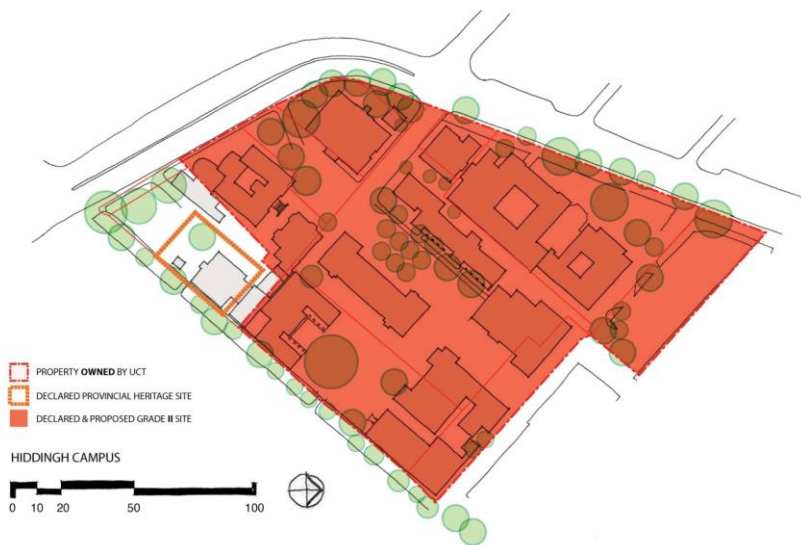 PROPERTY OWNED BY UCT
DECLARED PROVINCIAL HERITAGE SITE
DECLARED & PROPOSED GRADE II SITE
HIDDINGH CAMPUS
0 10 20 50 100